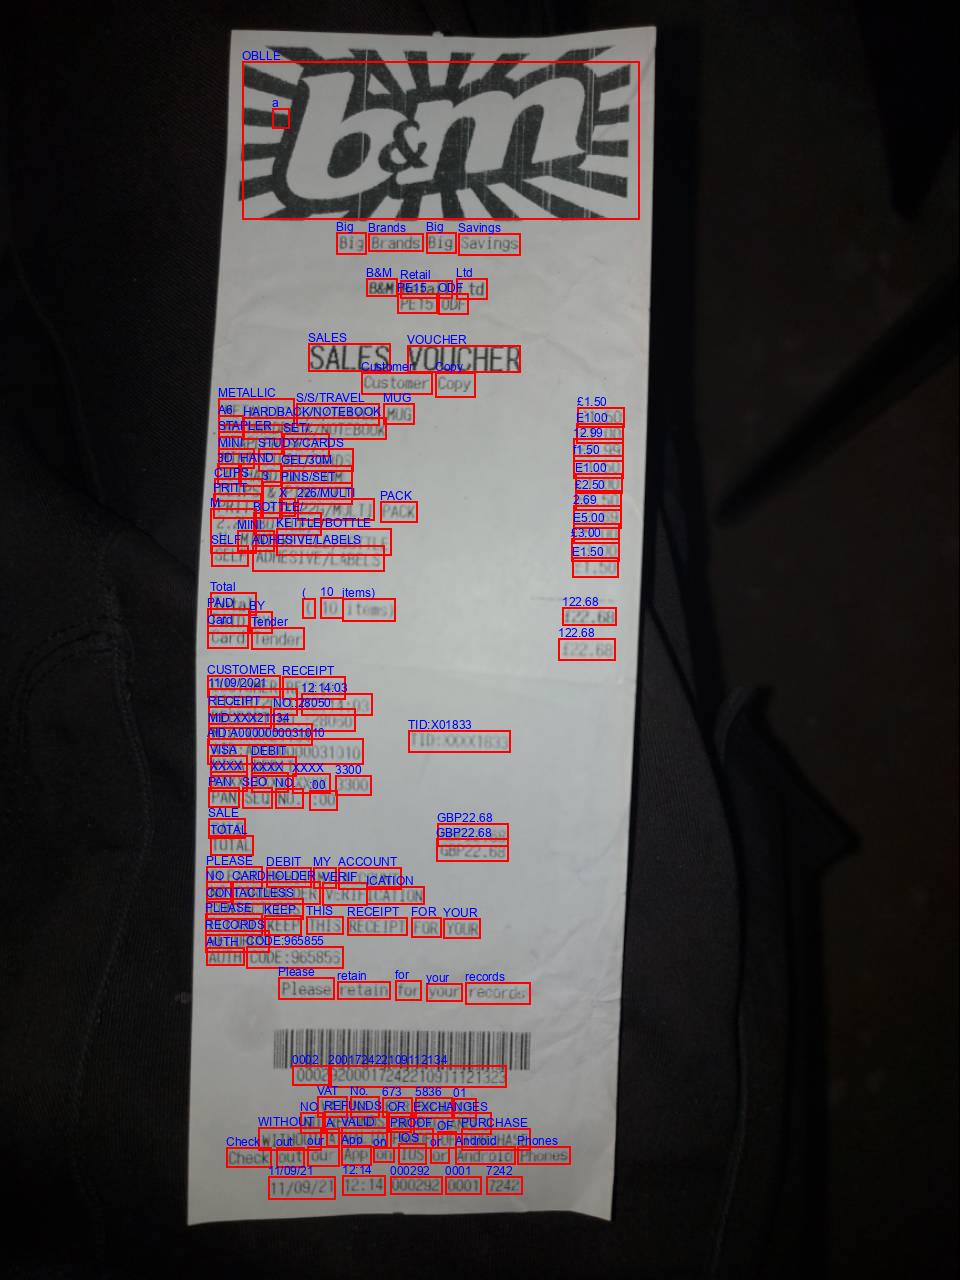 b&m
Big Brands Big Savings
B&M Retail Ltd
PE15 0DF
SALES VOUCHER
Customer Copy
METALLIC S/S/TRAVEL MUG £1.50
A6 HARDBACK/NOTEBOOK £1.00
STAPLER SET/ £2.99
MINI STUDY/CARDS £1.50
3D HAND GEL/30M £1.00
CLIPS & PINS/SET £2.50
PRITT 226/MULTI PACK £2.69
BOTTLE £5.00
MINI KETTLE/BOTTLE £3.00
SELF ADHESIVE/LABELS £1.50
Total ( 10 items) £22.68
PAID BY
Card Tender £22.68
CUSTOMER RECEIPT
11/09/2021 12:14:03
RECEIPT NO.:28050
TID:XXX1833
AID:A0000000031010
VISA DEBIT
XXXX XXXX XXXX 3300
PAN SEQ NO. :00
SALE GBP22.68
TOTAL GBP22.68
PLEASE DEBIT MY ACCOUNT
NO CARDHOLDER VERIFICATION
CONTACTLESS
PLEASE KEEP THIS RECEIPT FOR YOUR
RECORDS
AUTH CODE:965855
Please retain for your records
VAT No. 673 5836 01
NO REFUNDS OR EXCHANGES
WITHOUT A VALID PROOF OF PURCHASE
Check out our App on IOS or Android Phones
11/09/21 12:14 000292 0001 7242